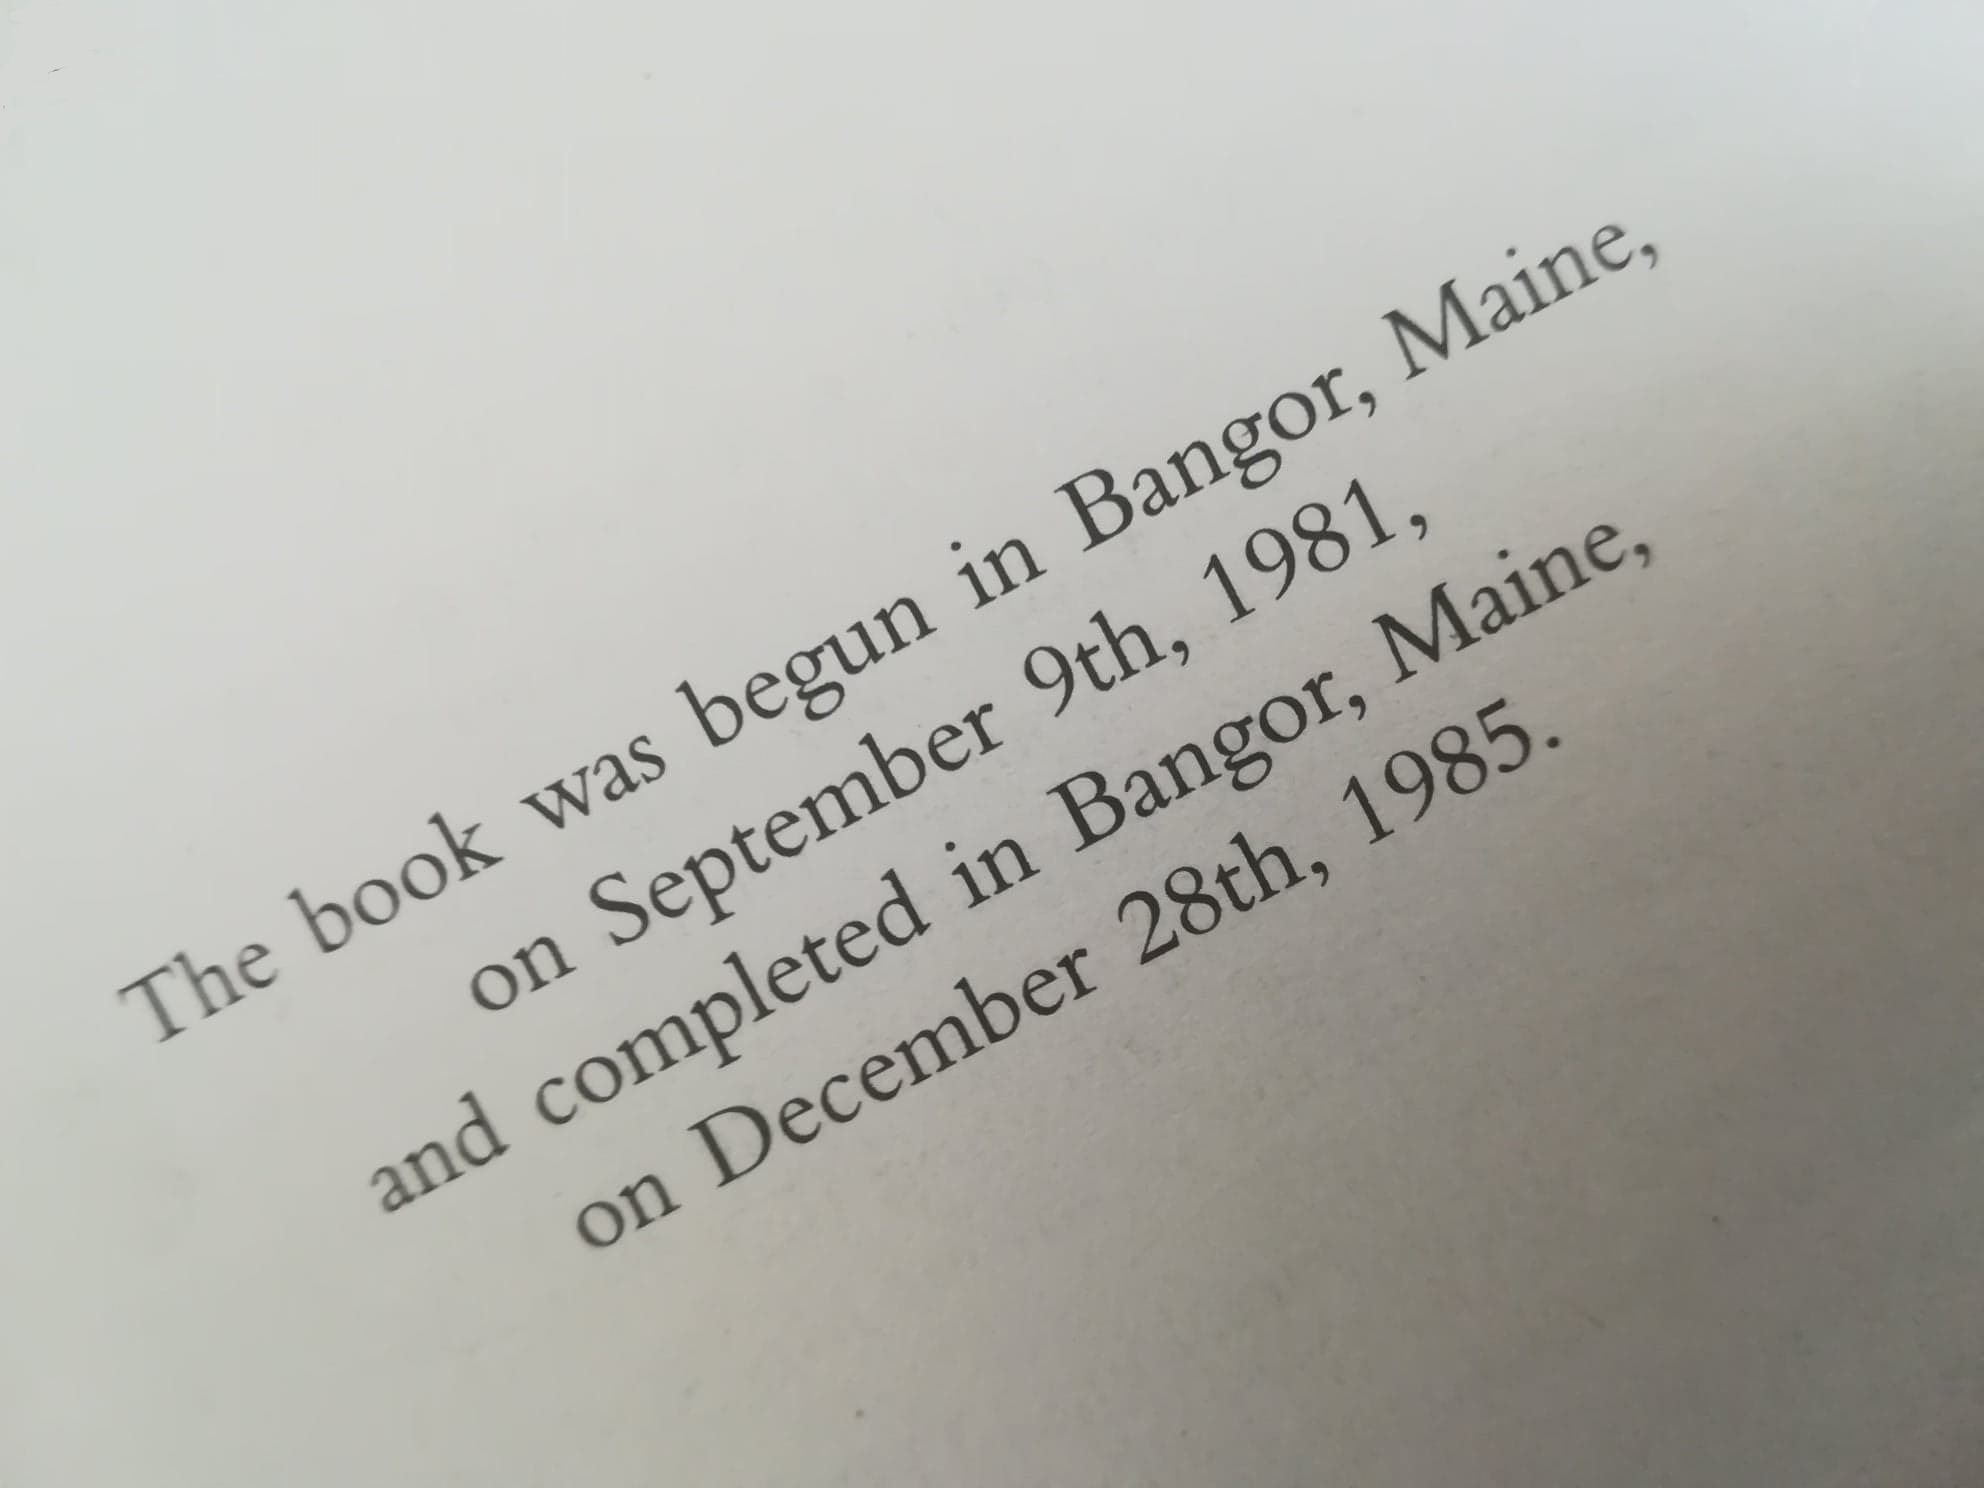 The book was begun in Bangor, Maine,
on September 9th, 1981,
and completed in Bangor, Maine,
on December 28th, 1985.